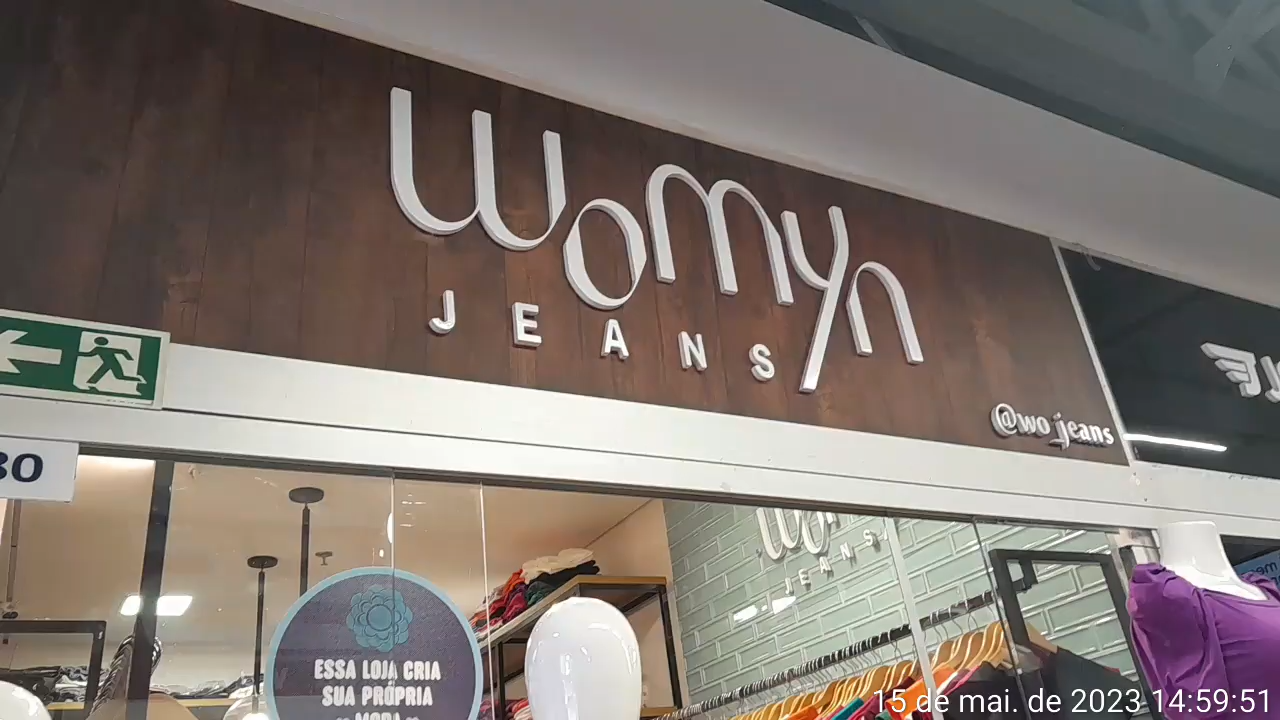 womyn
JEANS
@wo_jeans
30
wo
JEANS
ESSA LOJA CRIA
SUA PRÓPRIA
MODA
15 de mai. de 2023 14:59:51